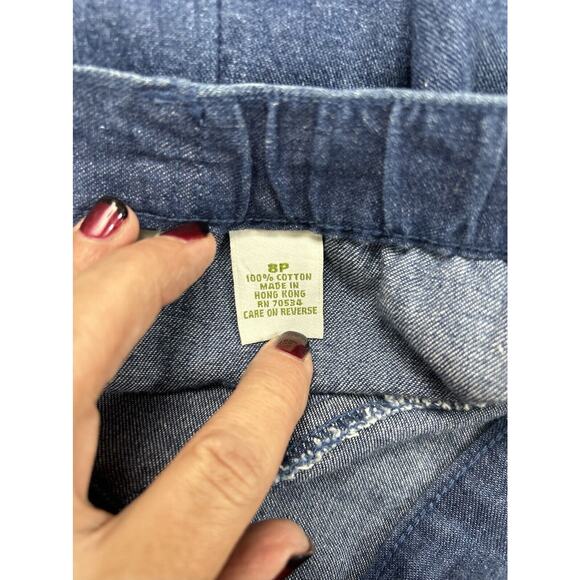 8P
100% COTTON
MADE IN
HONG KONG
RN 70534
CARE ON REVERSE